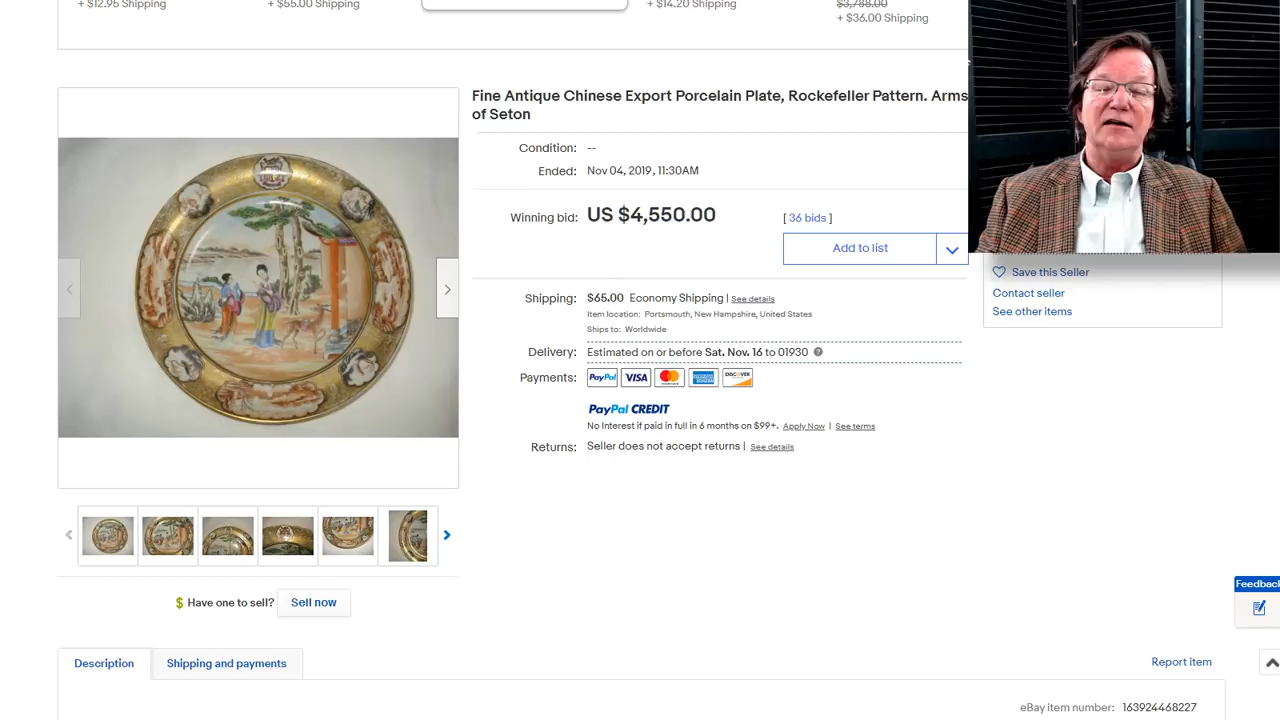 + $12.95 Shipping
+ $55.00 Shipping
+ $14.20 Shipping
$3,788.00
+ $36.00 Shipping
Fine Antique Chinese Export Porcelain Plate, Rockefeller Pattern. Arms
of Seton
Condition: --
Ended: Nov 04, 2019, 11:30AM
Winning bid: US $4,550.00 [ 36 bids ]
Add to list
Save this Seller
Contact seller
See other items
Shipping: $65.00 Economy Shipping | See details
Item location: Portsmouth, New Hampshire, United States
Ships to: Worldwide
Delivery: Estimated on or before Sat. Nov. 16 to 01930
Payments: PayPal VISA MasterCard AMERICAN EXPRESS DISCOVER
PayPal CREDIT
No Interest if paid in full in 6 months on $99+. Apply Now | See terms
Returns: Seller does not accept returns | See details
$ Have one to sell? Sell now
Feedback
Description
Shipping and payments
Report item
eBay item number: 163924468227